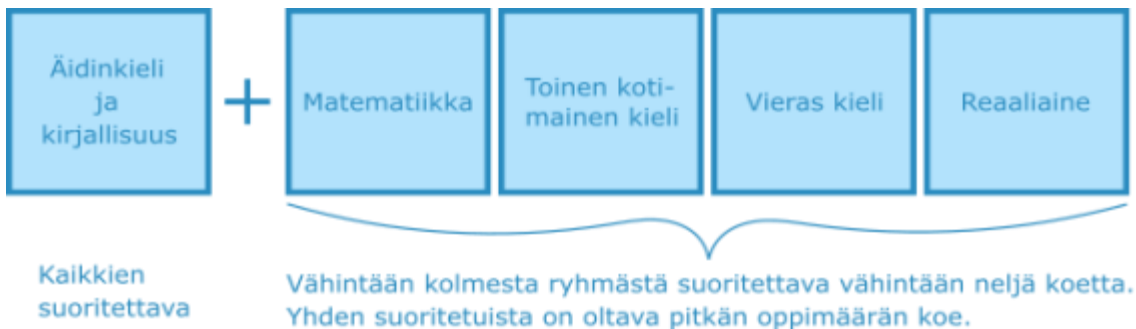 Äidinkieli
ja
kirjallisuus
+
Matematiikka
Toinen koti-
mainen kieli
Vieras kieli
Reaaliaine
Kaikkien
suoritettava
Vähintään kolmesta ryhmästä suoritettava vähintään neljä koetta.
Yhden suoritetuista on oltava pitkän oppimäärän koe.